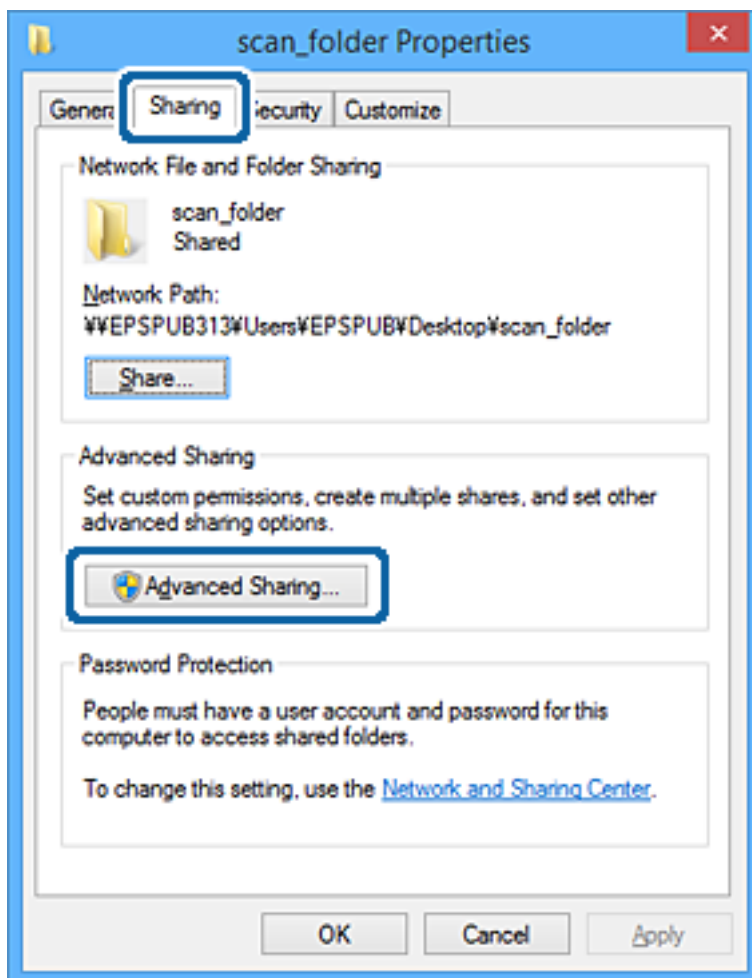 scan_folder Properties
General Sharing Security Customize
Network File and Folder Sharing
scan_folder
Shared
Network Path:
¥¥EPSPUB313¥Users¥EPSPUB¥Desktop¥scan_folder
Share...
Advanced Sharing
Set custom permissions, create multiple shares, and set other
advanced sharing options.
Advanced Sharing...
Password Protection
People must have a user account and password for this
computer to access shared folders.
To change this setting, use the Network and Sharing Center.
OK Cancel Apply